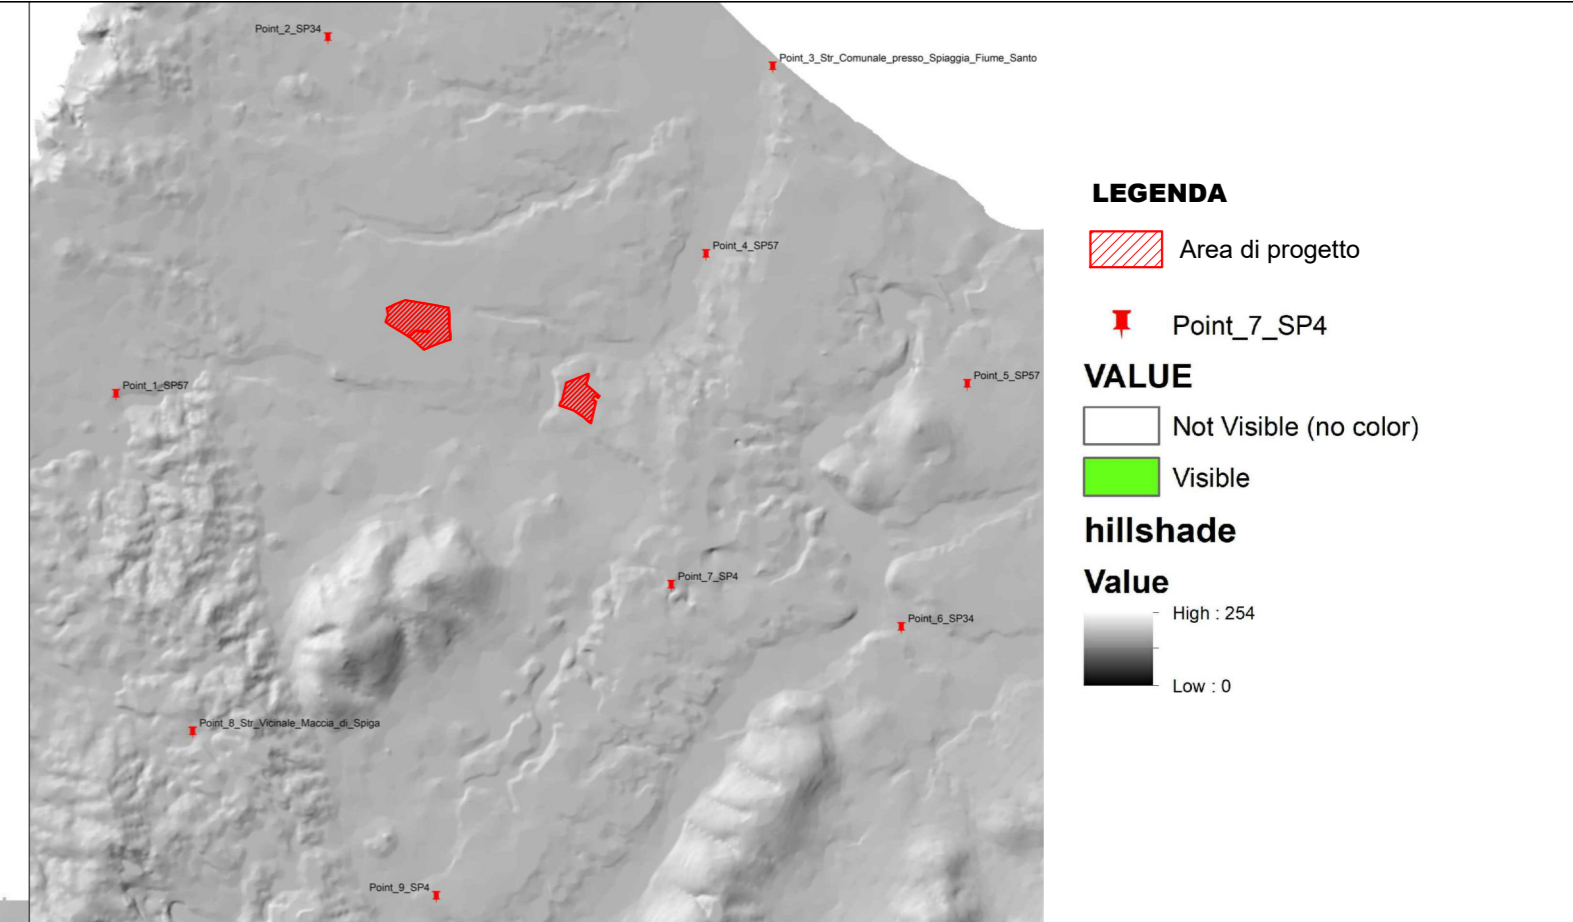 Point_2_SP34
Point_3_Str_Comunale_presso_Spiaggia_Fiume_Santo
Point_4_SP57
Point_1_SP57
Point_5_SP57
Point_7_SP4
Point_6_SP34
Point_8_Str_Vicinale_Maccia_di_Spiga
Point_9_SP4
LEGENDA
Area di progetto
Point_7_SP4
VALUE
Not Visible (no color)
Visible
hillshade
Value
High : 254
Low : 0